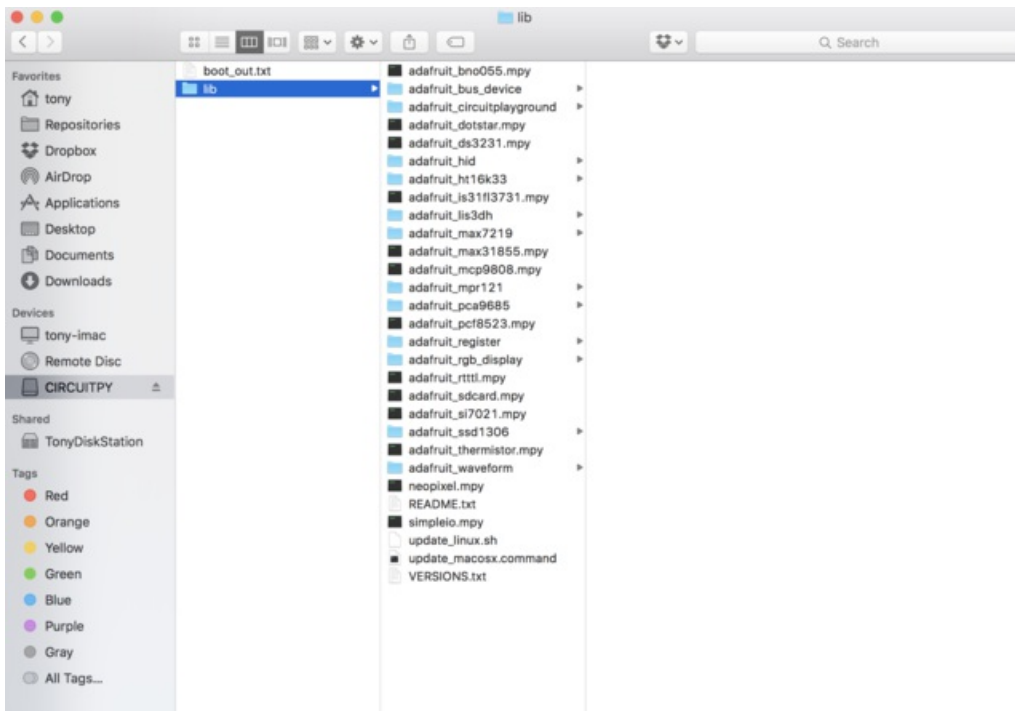 lib
Search
Favorites
tony
Repositories
Dropbox
AirDrop
Applications
Desktop
Documents
Downloads
Devices
tony-imac
Remote Disc
CIRCUITPY
Shared
TonyDiskStation
Tags
Red
Orange
Yellow
Green
Blue
Purple
Gray
All Tags...
boot_out.txt
lib
adafruit_bno055.mpy
adafruit_bus_device
adafruit_circuitplayground
adafruit_dotstar.mpy
adafruit_ds3231.mpy
adafruit_hid
adafruit_ht16k33
adafruit_is31fl3731.mpy
adafruit_lis3dh
adafruit_max7219
adafruit_max31855.mpy
adafruit_mcp9808.mpy
adafruit_mpr121
adafruit_pca9685
adafruit_pcf8523.mpy
adafruit_register
adafruit_rgb_display
adafruit_rtttl.mpy
adafruit_sdcard.mpy
adafruit_si7021.mpy
adafruit_ssd1306
adafruit_thermistor.mpy
adafruit_waveform
neopixel.mpy
README.txt
simpleio.mpy
update_linux.sh
update_macosx.command
VERSIONS.txt